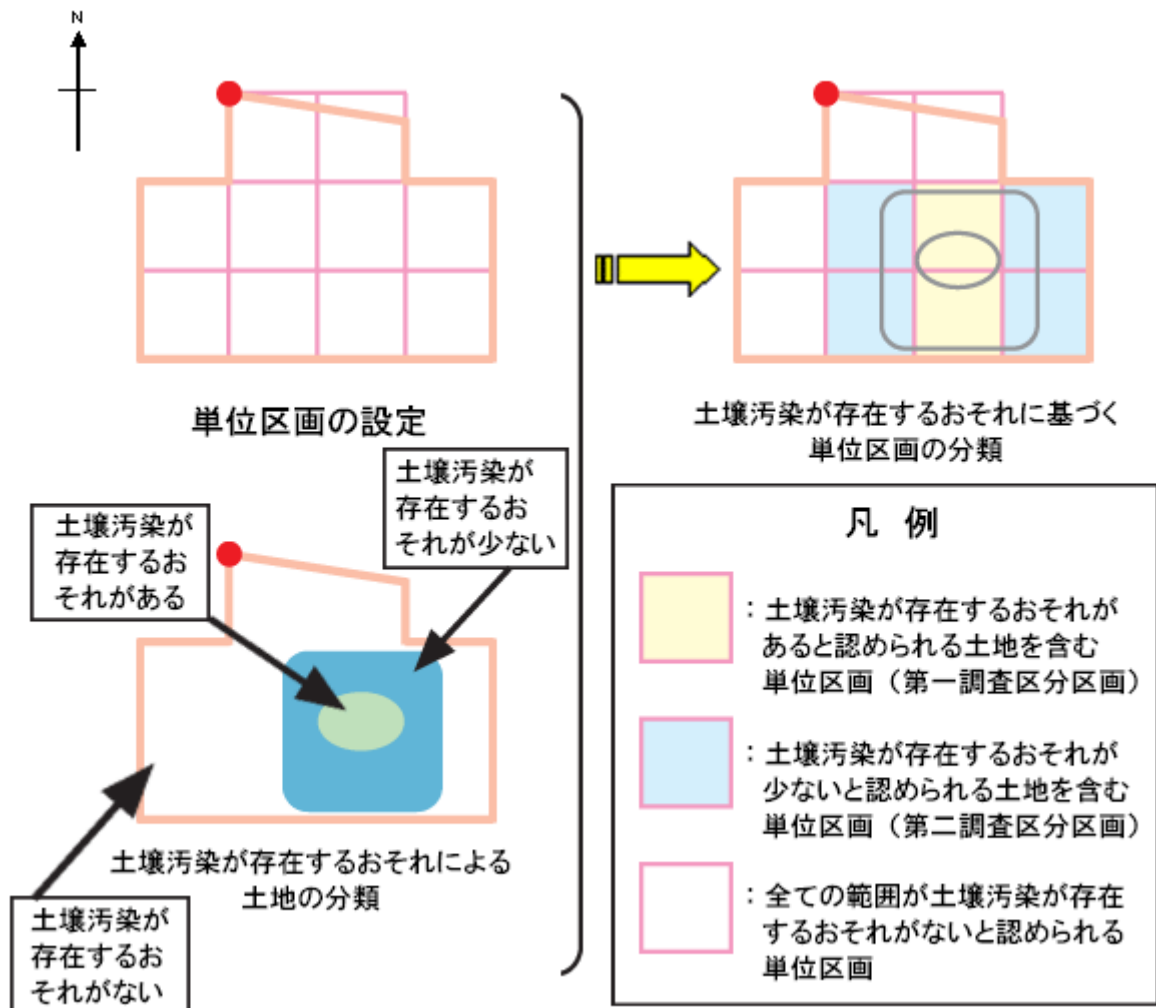 N
単位区画の設定
土壌汚染が存在するおそれに基づく
単位区画の分類
土壌汚染が
存在するお
それがある
土壌汚染が
存在するお
それが少ない
土壌汚染が存在するおそれによる
土地の分類
土壌汚染が
存在するお
それがない
凡 例
：土壌汚染が存在するおそれが
あると認められる土地を含む
単位区画（第一調査区分区画）
：土壌汚染が存在するおそれが
少ないと認められる土地を含む
単位区画（第二調査区分区画）
：全ての範囲が土壌汚染が存在
するおそれがないと認められる
単位区画